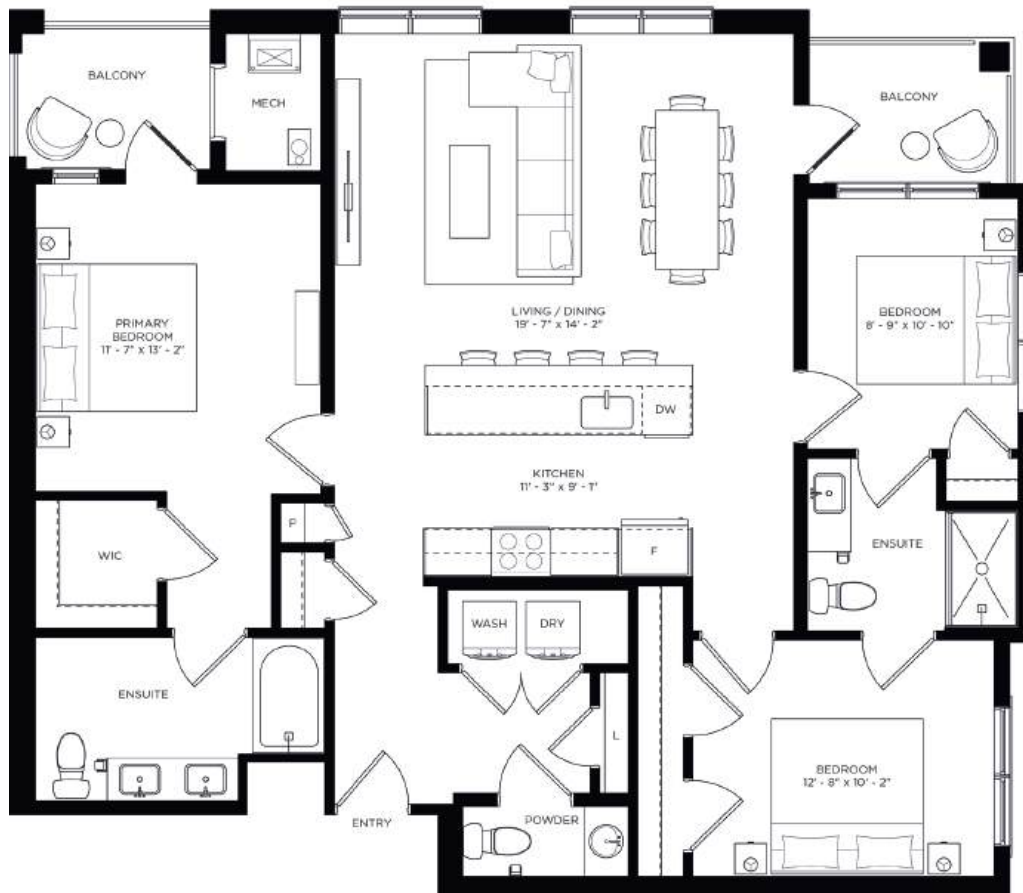 BALCONY
MECH
BALCONY
LIVING / DINING
19' - 7" x 14' - 2"
PRIMARY
BEDROOM
11' - 7" x 13' - 2"
BEDROOM
8' - 9" x 10' - 10"
DW
KITCHEN
11' - 3" x 9' - 1"
P
F
WIC
ENSUITE
WASH
DRY
ENSUITE
L
BEDROOM
12' - 8" x 10' - 2"
ENTRY
POWDER